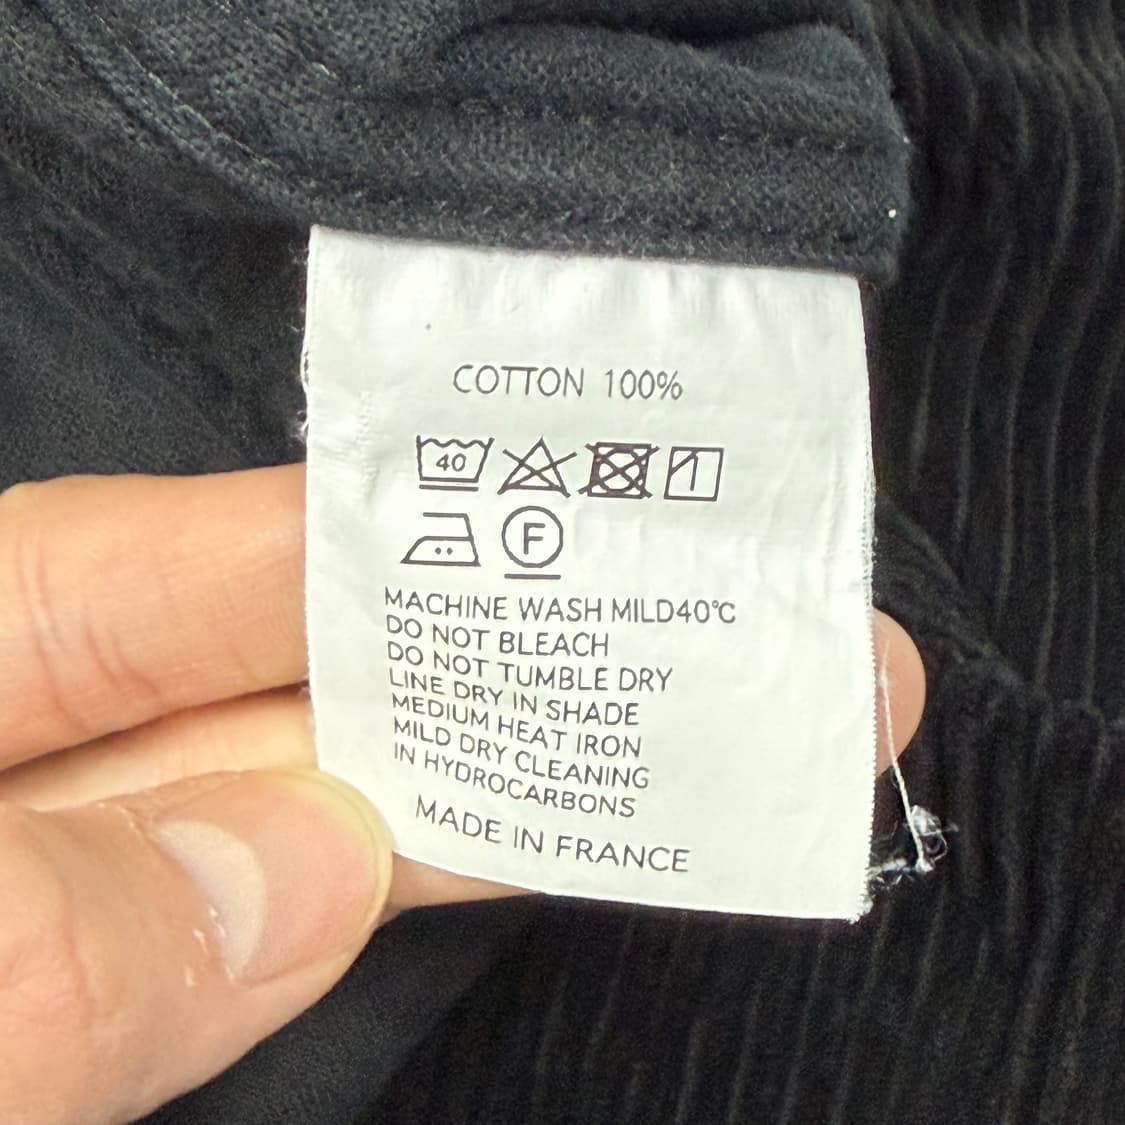 COTTON 100%
40
F
MACHINE WASH MILD40°C
DO NOT BLEACH
DO NOT TUMBLE DRY
LINE DRY IN SHADE
MEDIUM HEAT IRON
MILD DRY CLEANING
IN HYDROCARBONS
MADE IN FRANCE